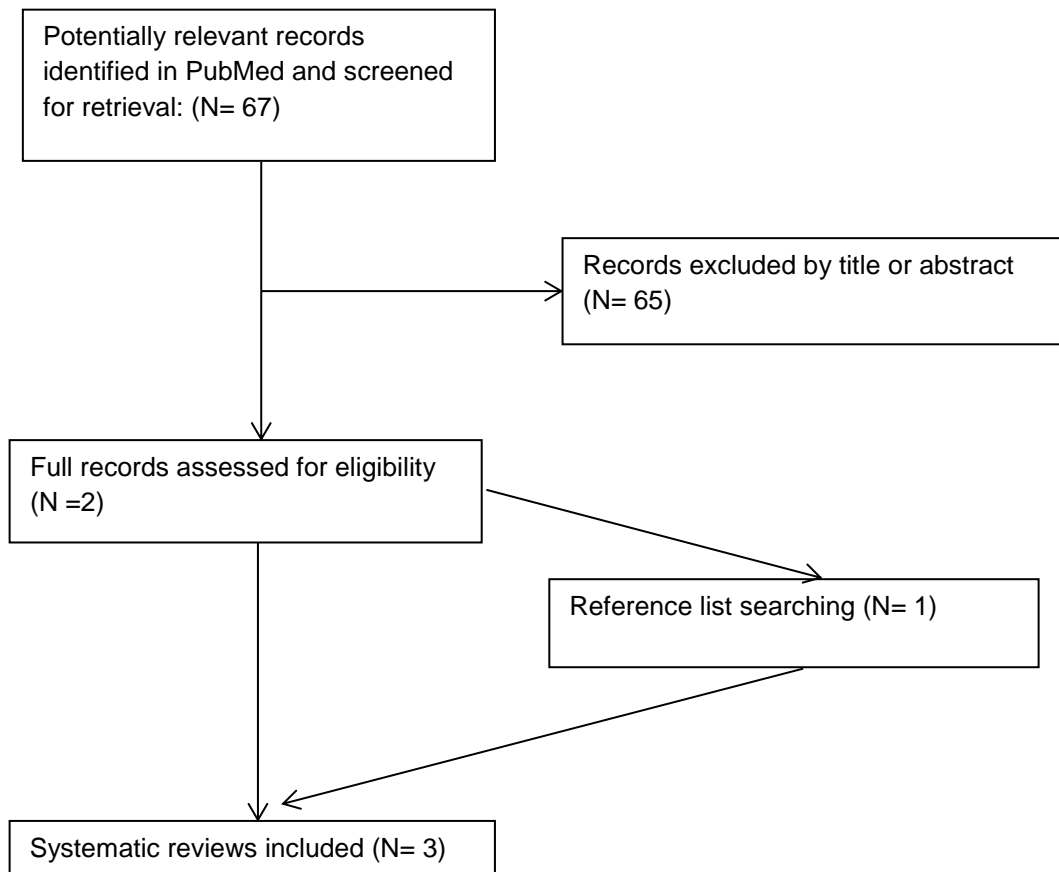 Potentially relevant records
identified in PubMed and screened
for retrieval: (N= 67)
Records excluded by title or abstract
(N= 65)
Full records assessed for eligibility
(N =2)
Reference list searching (N= 1)
Systematic reviews included (N= 3)